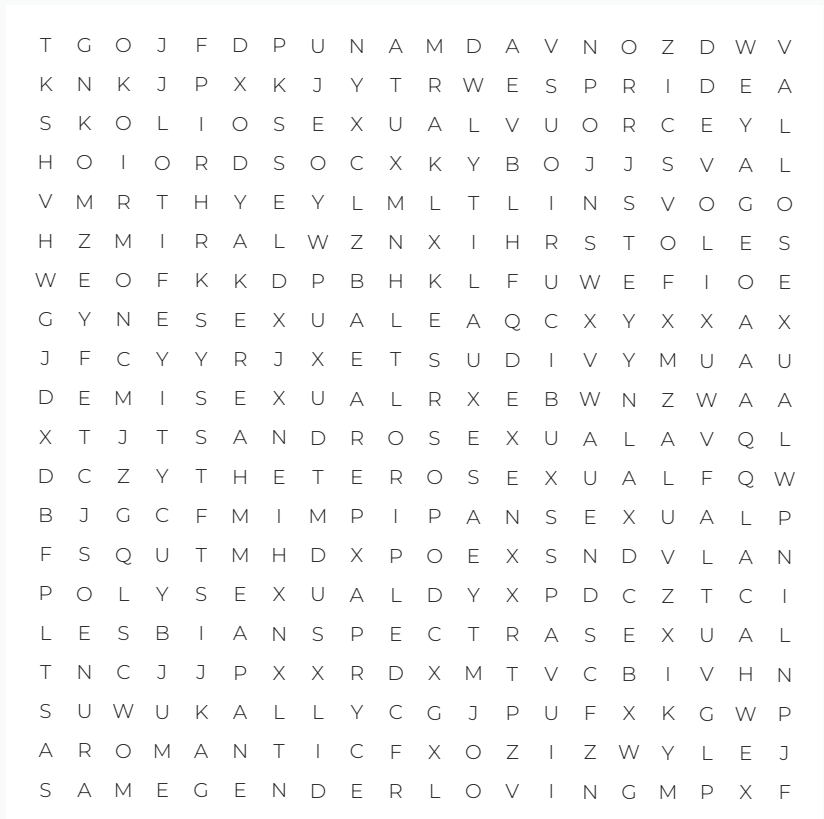 T G O J F D P U N A M D A V N O Z D W V
K N K J P X K J Y T R W E S P R I D E A
S K O L I O S E X U A L V U O R C E Y L
H O I O R D S O C X K Y B O J J S V A L
V M R T H Y E Y L M L T L I N S V O G O
H Z M I R A L W Z N X I H R S T O L E S
W E O F K K D P B H K L F U W E F I O E
G Y N E S E X U A L E A Q C X Y X X A X
J F C Y Y R J X E T S U D I V Y M U A U
D E M I S E X U A L R X E B W N Z W A A
X T J T S A N D R O S E X U A L A V Q L
D C Z Y T H E T E R O S E X U A L F Q W
B J G C F M I M P I P A N S E X U A L P
F S Q U T M H D X P O E X S N D V L A N
P O L Y S E X U A L D Y X P D C Z T C I
L E S B I A N S P E C T R A S E X U A L
T N C J J P X X R D X M T V C B I V H N
S U W U K A L L Y C G J P U F X K G W P
A R O M A N T I C F X O Z I Z W Y L E J
S A M E G E N D E R L O V I N G M P X F